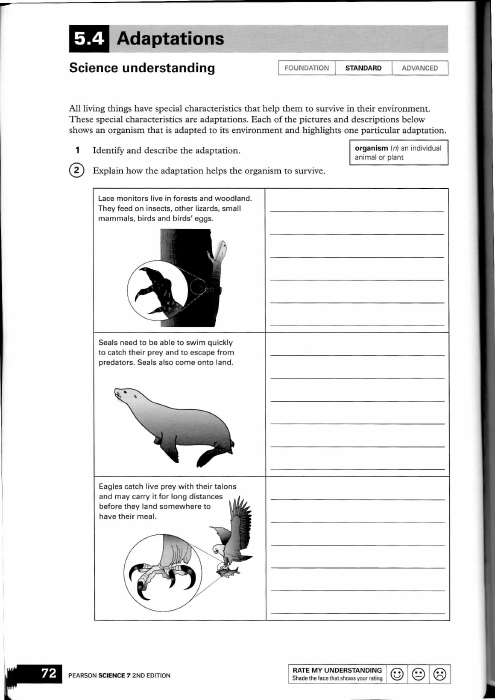 5.4 Adaptations
Science understanding
FOUNDATION STANDARD ADVANCED
All living things have special characteristics that help them to survive in their environment.
These special characteristics are adaptations. Each of the pictures and descriptions below
shows an organism that is adapted to its environment and highlights one particular adaptation.
1 Identify and describe the adaptation.
organism (n) an individual
animal or plant
2 Explain how the adaptation helps the organism to survive.
Lace monitors live in forests and woodland.
They feed on insects, other lizards, small
mammals, birds and birds' eggs.
Seals need to be able to swim quickly
to catch their prey and to escape from
predators. Seals also come onto land.
Eagles catch live prey with their talons
and may carry it for long distances
before they land somewhere to
have their meal.
72 PEARSON SCIENCE 7 2ND EDITION
RATE MY UNDERSTANDING
Shade the face that shows your rating